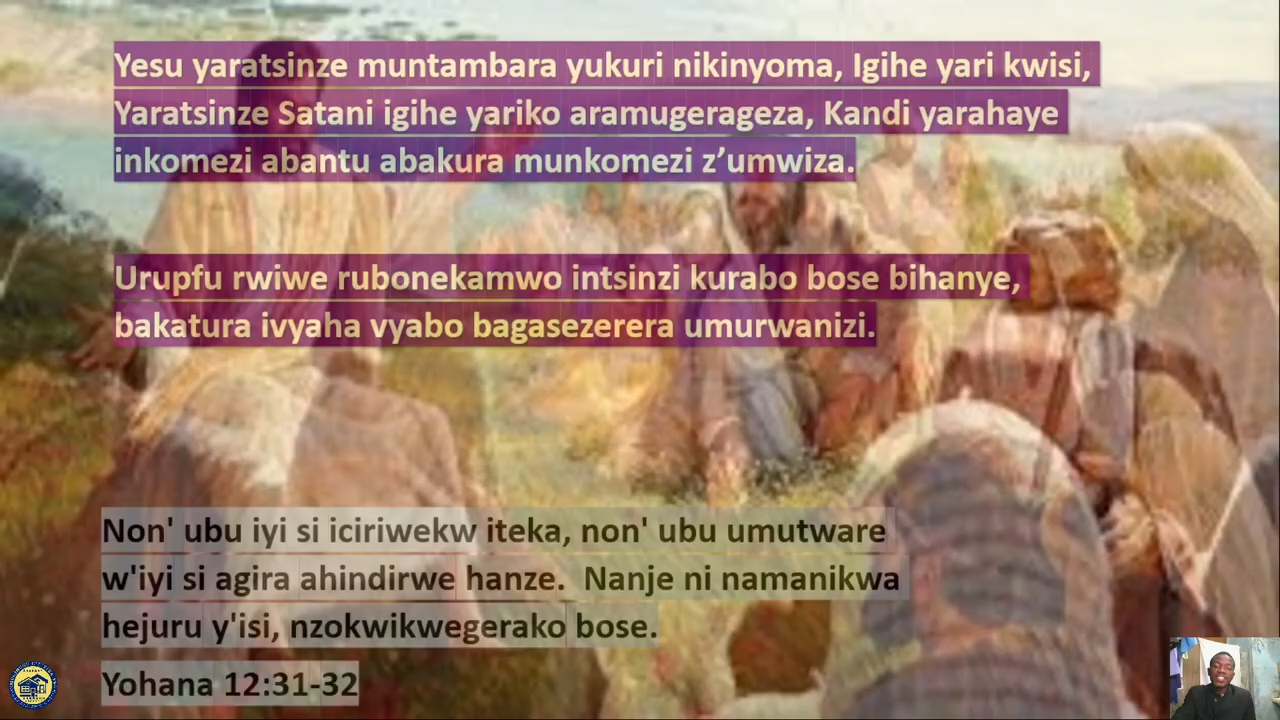 Yesu yaratsinze muntambara yukuri nikinyoma, Igihe yari kwisi,
Yaratsinze Satani igihe yariko aramugerageza, Kandi yarahaye
inkomezi abantu abakura munkomezi z’umwiza.
Urupfu rwiwe rubonekamwo intsinzi kurabo bose bihanye,
bakatura ivyaha vyabo bagasezerera umurwanizi.
Non' ubu iyi si iciriwekw iteka, non' ubu umutware
w'iyi si agira ahindirwe hanze.  Nanje ni namanikwa
hejuru y'isi, nzokwikwegerako bose.
Yohana 12:31-32